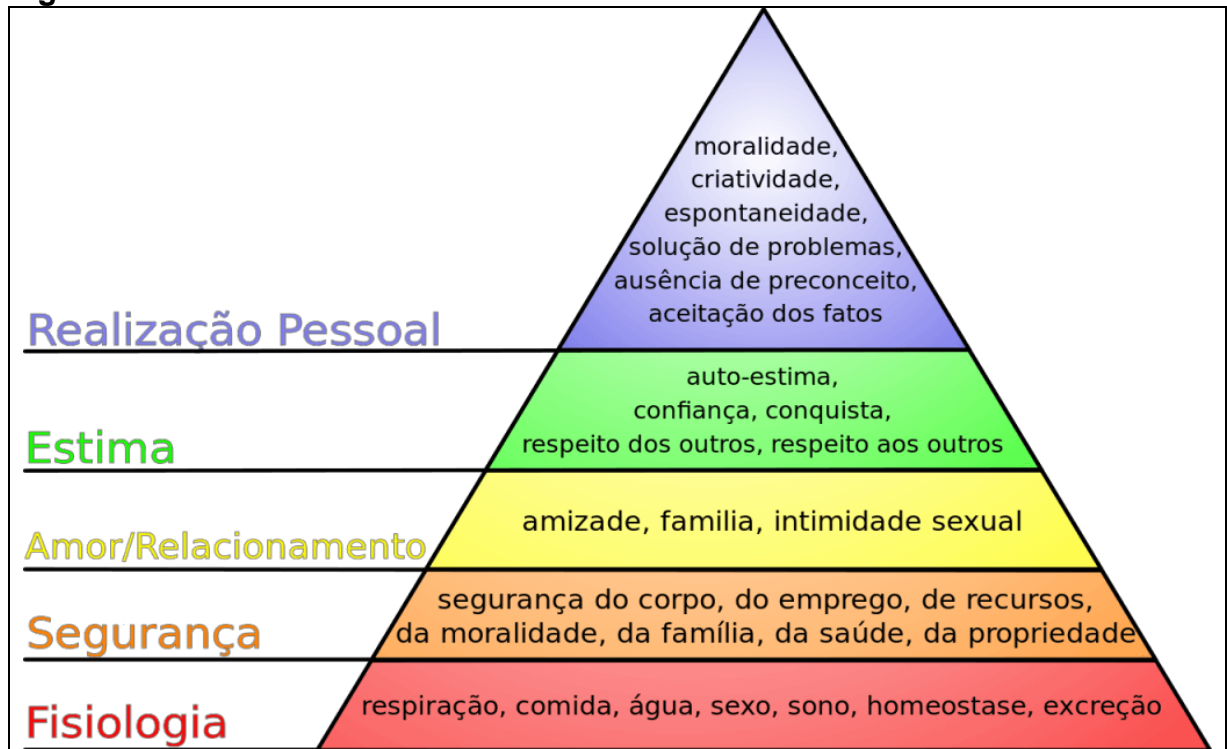 moralidade,
criatividade,
espontaneidade,
solução de problemas,
ausência de preconceito,
aceitação dos fatos
Realização Pessoal
auto-estima,
confiança, conquista,
respeito dos outros, respeito aos outros
Estima
amizade, familia, intimidade sexual
Amor/Relacionamento
segurança do corpo, do emprego, de recursos,
da moralidade, da família, da saúde, da propriedade
Segurança
respiração, comida, água, sexo, sono, homeostase, excreção
Fisiologia